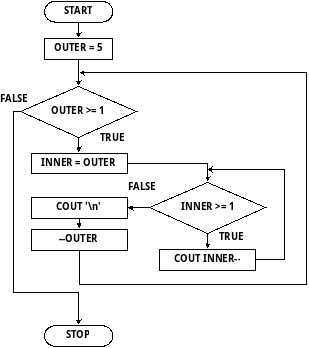 START
OUTER = 5
FALSE
OUTER >= 1
TRUE
INNER = OUTER
FALSE
COUT '\n'
INNER >= 1
TRUE
--OUTER
COUT INNER--
STOP